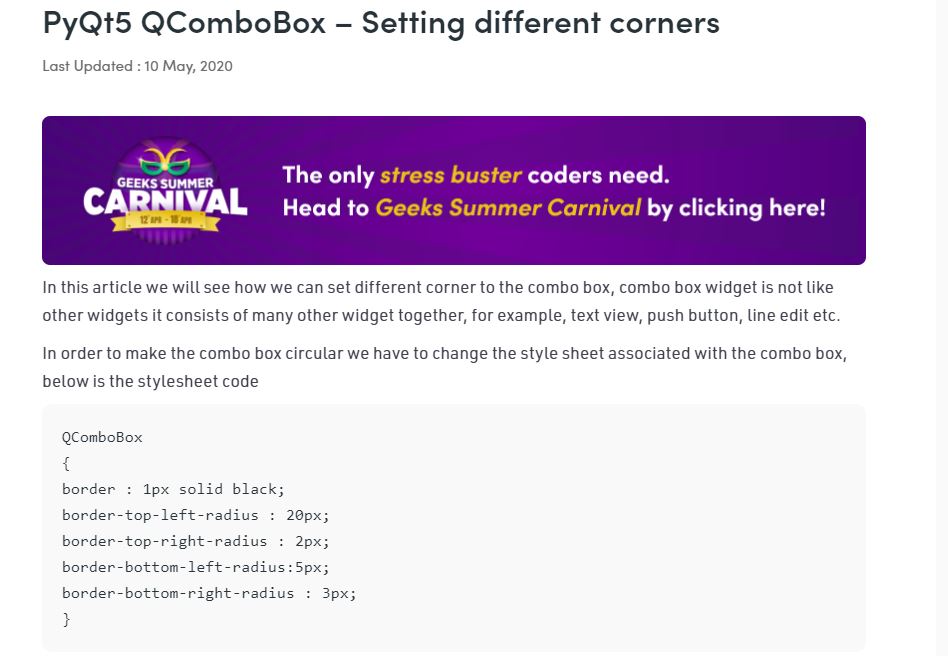 PyQt5 QComboBox – Setting different corners
Last Updated : 10 May, 2020
GEEKS SUMMER
CARNIVAL
12 APR - 18 APR
The only stress buster coders need.
Head to Geeks Summer Carnival by clicking here!
In this article we will see how we can set different corner to the combo box, combo box widget is not like
other widgets it consists of many other widget together, for example, text view, push button, line edit etc.
In order to make the combo box circular we have to change the style sheet associated with the combo box,
below is the stylesheet code
QComboBox
{
border : 1px solid black;
border-top-left-radius : 20px;
border-top-right-radius : 2px;
border-bottom-left-radius:5px;
border-bottom-right-radius : 3px;
}